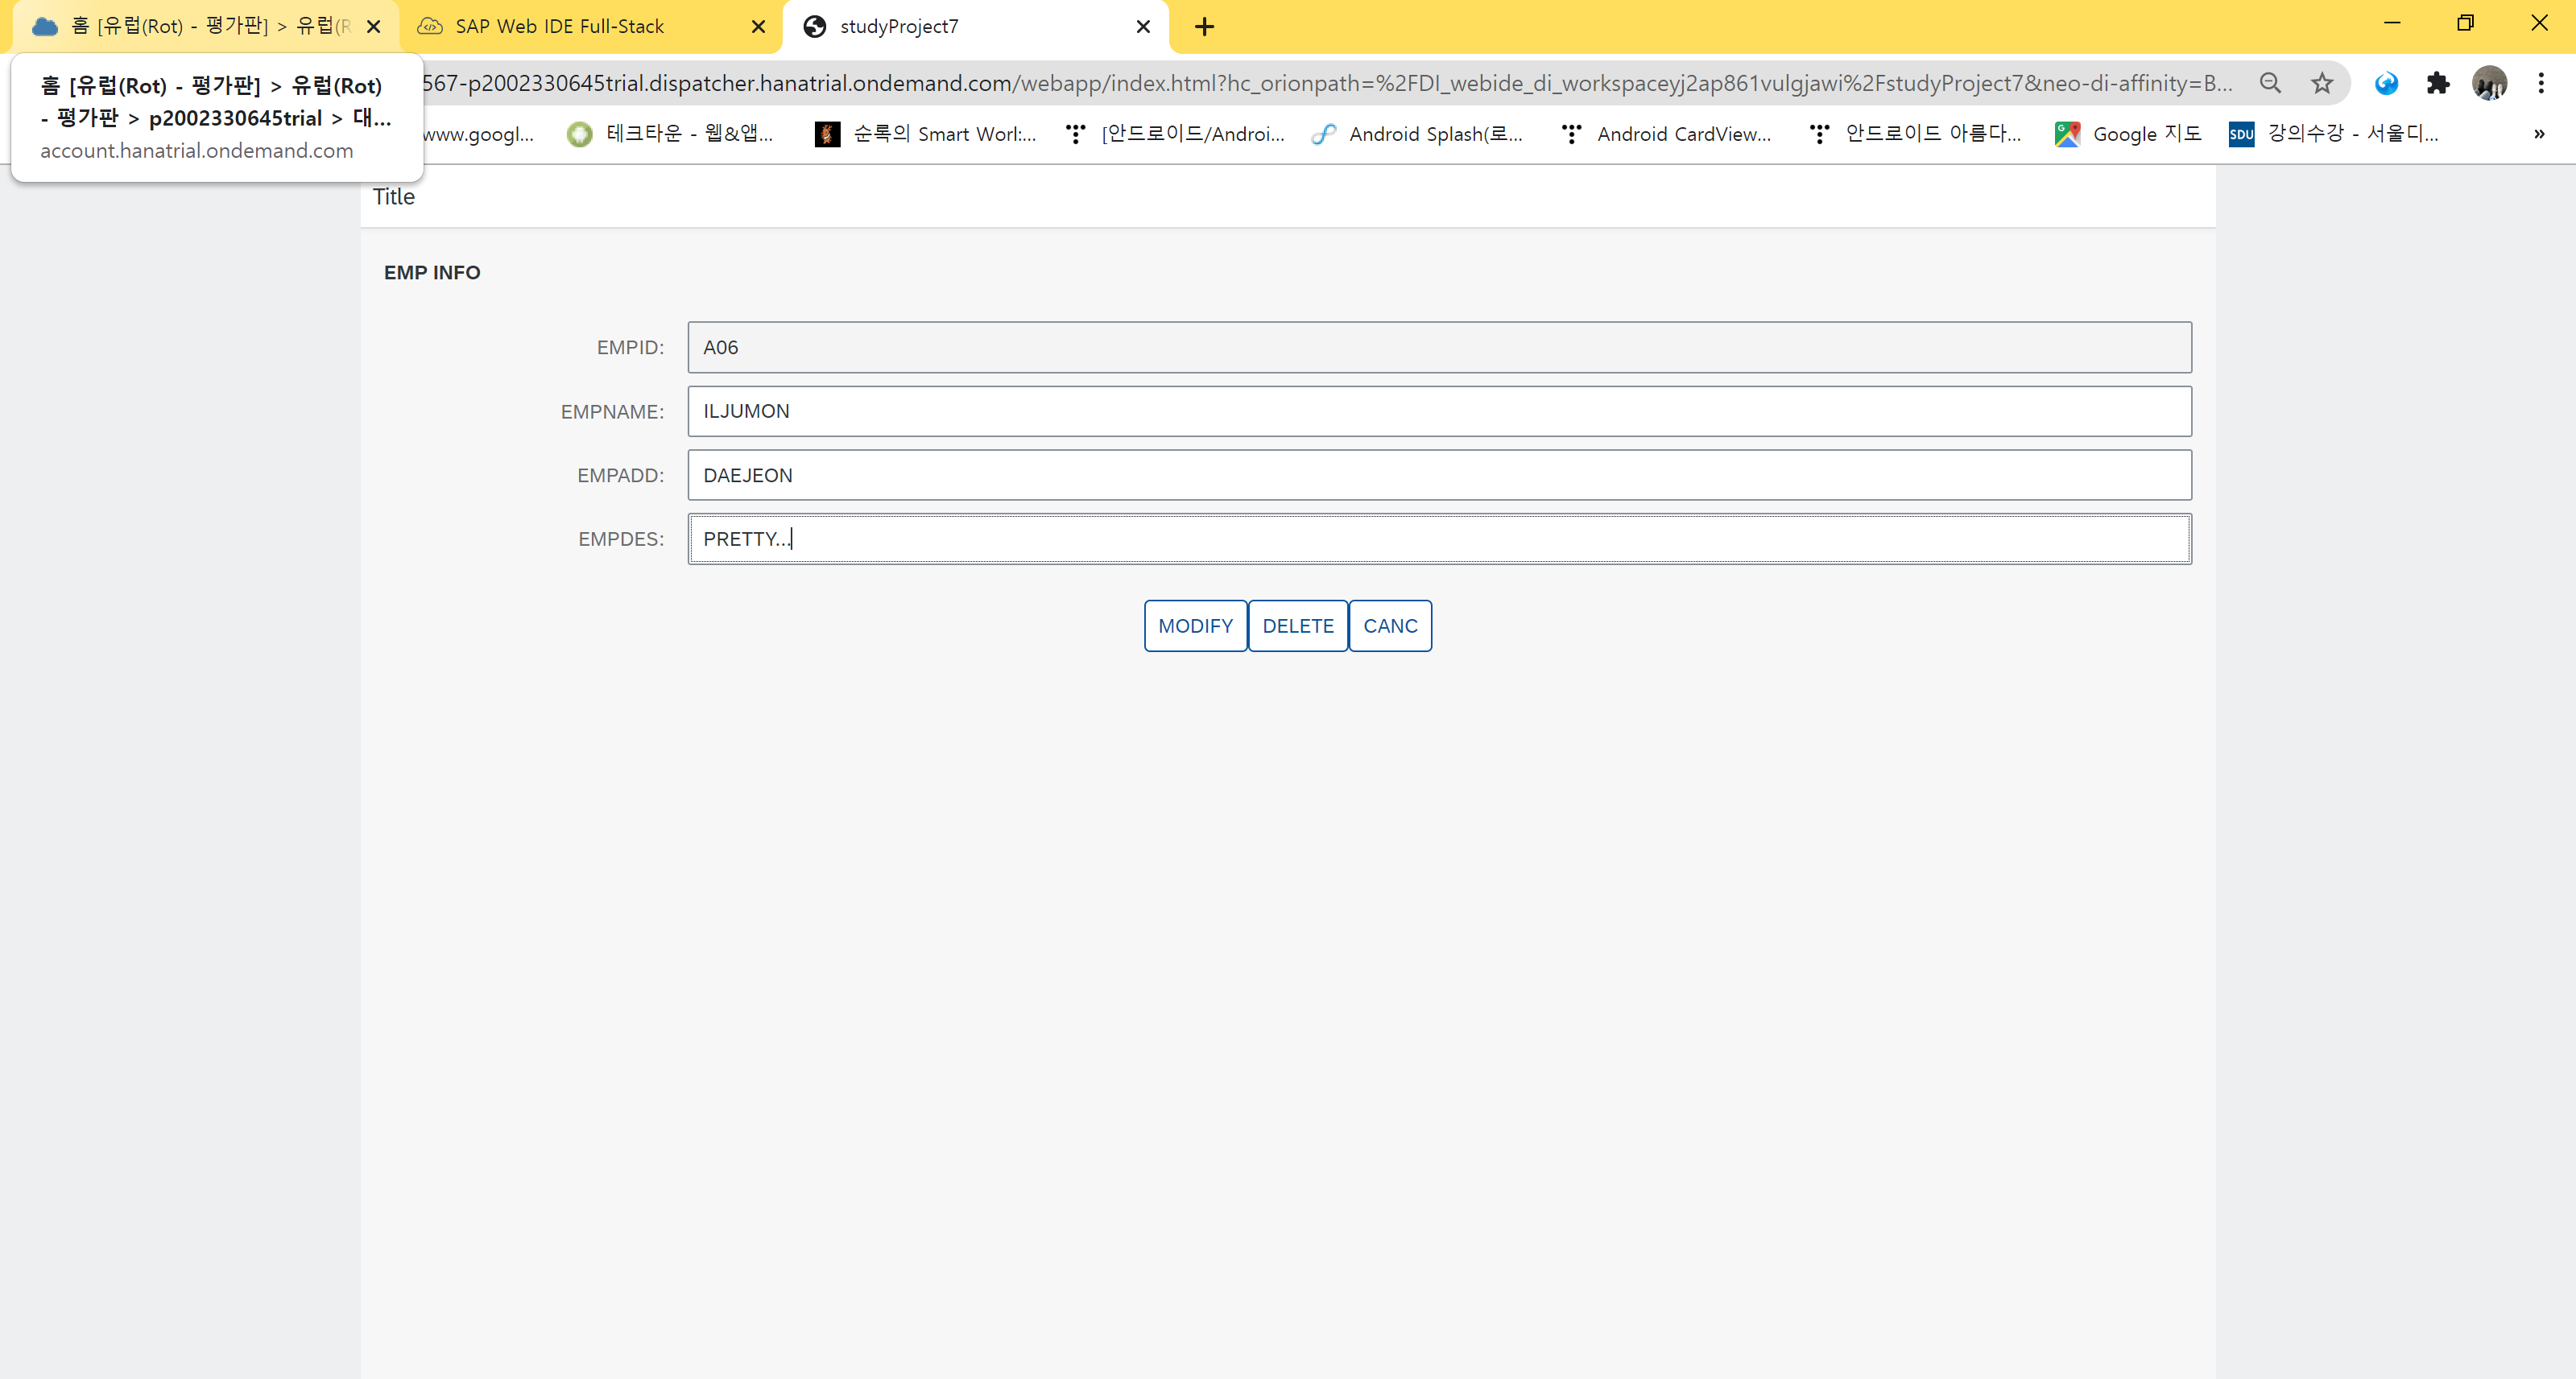 홈 [유럽(Rot) - 평가판] > 유럽(R
SAP Web IDE Full-Stack
studyProject7
홈 [유럽(Rot) - 평가판] > 유럽(Rot)
- 평가판 > p2002330645trial > 대...
account.hanatrial.ondemand.com
567-p2002330645trial.dispatcher.hanatrial.ondemand.com/webapp/index.html?hc_orionpath=%2FDI_webide_di_workspaceyj2ap861vulgjawi%2FstudyProject7&neo-di-affinity=B...
www.googl...
테크타운 - 웹&앱...
순록의 Smart Worl:...
[안드로이드/Androi...
Android Splash(로...
Android CardView...
안드로이드 아름다...
Google 지도
SDU
강의수강 - 서울디...
»
Title
EMP INFO
EMPID: A06
EMPNAME: ILJUMON
EMPADD: DAEJEON
EMPDES: PRETTY...
MODIFY DELETE CANC